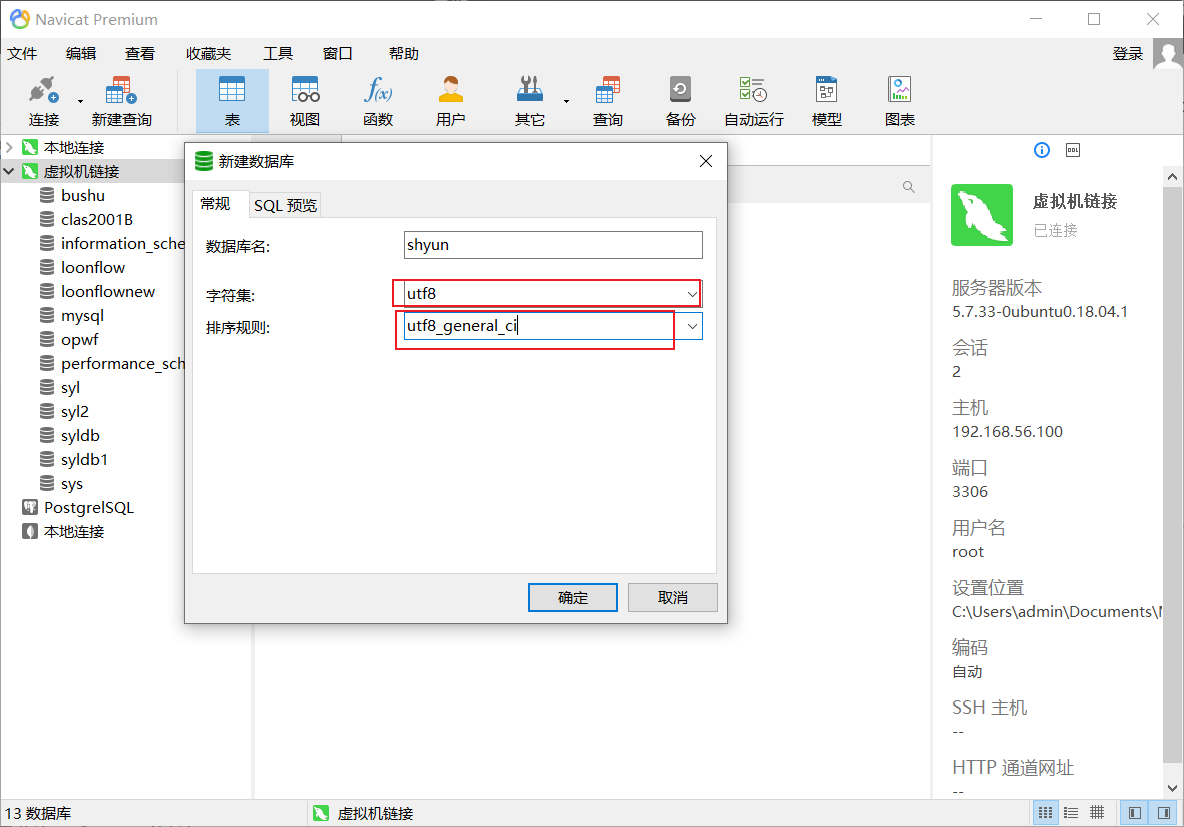 Navicat Premium
文件 编辑 查看 收藏夹 工具 窗口 帮助 登录
连接 新建查询 表 视图 函数 用户 其它 查询 备份 自动运行 模型 图表
本地连接
虚拟机链接
bushu
clas2001B
information_sche
loonflow
loonflownew
mysql
opwf
performance_sch
syl
syl2
syldb
syldb1
sys
PostgrelSQL
本地连接
新建数据库
常规 SQL 预览
数据库名: shyun
字符集: utf8
排序规则: utf8_general_ci
确定 取消
虚拟机链接
已连接
服务器版本
5.7.33-0ubuntu0.18.04.1
会话
2
主机
192.168.56.100
端口
3306
用户名
root
设置位置
C:\Users\admin\Documents\
编码
自动
SSH 主机
--
HTTP 通道网址
--
13 数据库 虚拟机链接